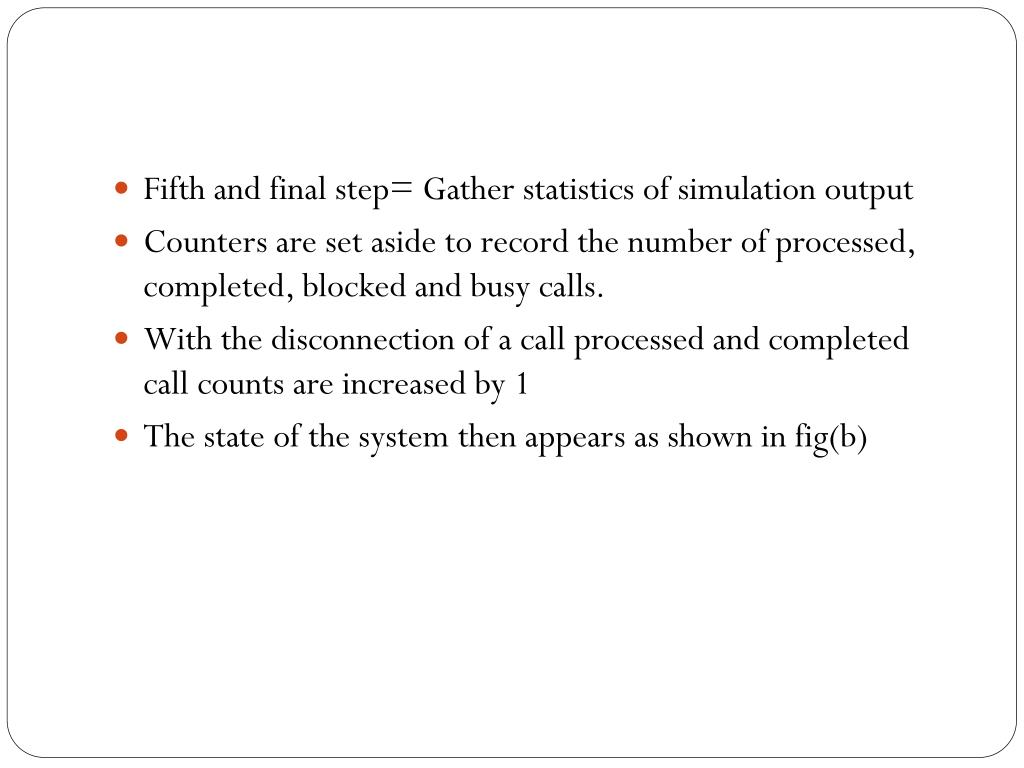 • Fifth and final step= Gather statistics of simulation output
• Counters are set aside to record the number of processed,
completed, blocked and busy calls.
• With the disconnection of a call processed and completed
call counts are increased by 1
• The state of the system then appears as shown in fig(b)